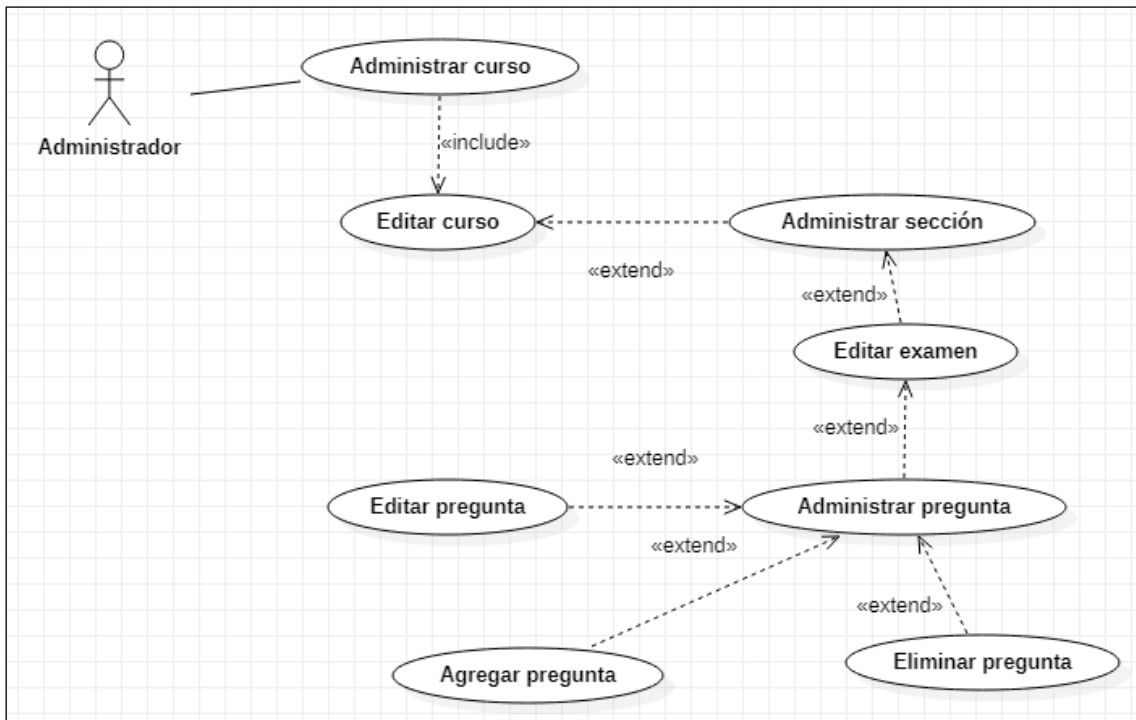 Administrar curso
Administrador
«include»
Editar curso
Administrar sección
«extend»
«extend»
Editar examen
«extend»
«extend»
Editar pregunta
Administrar pregunta
«extend»
«extend»
Eliminar pregunta
Agregar pregunta